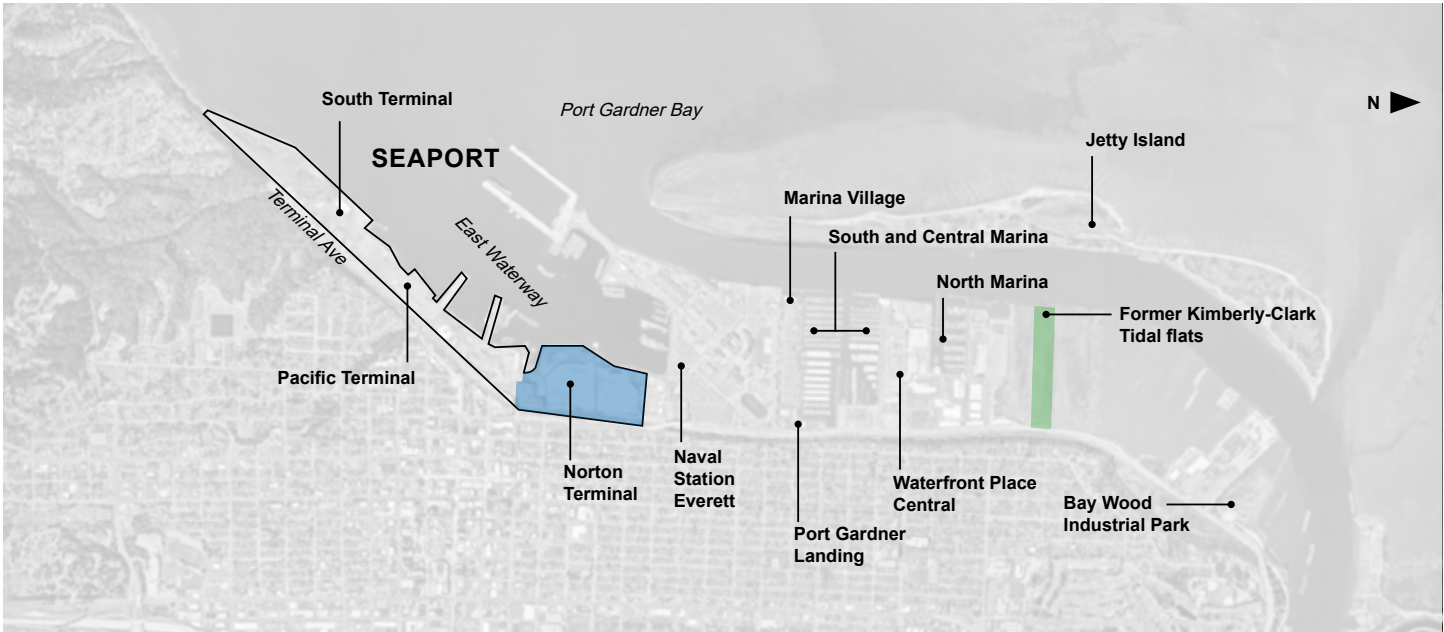 South Terminal
Port Gardner Bay
N
SEAPORT
Jetty Island
Terminal Ave
East Waterway
Marina Village
South and Central Marina
North Marina
Former Kimberly-Clark
Tidal flats
Pacific Terminal
Norton
Terminal
Naval
Station
Everett
Waterfront Place
Central
Port Gardner
Landing
Bay Wood
Industrial Park